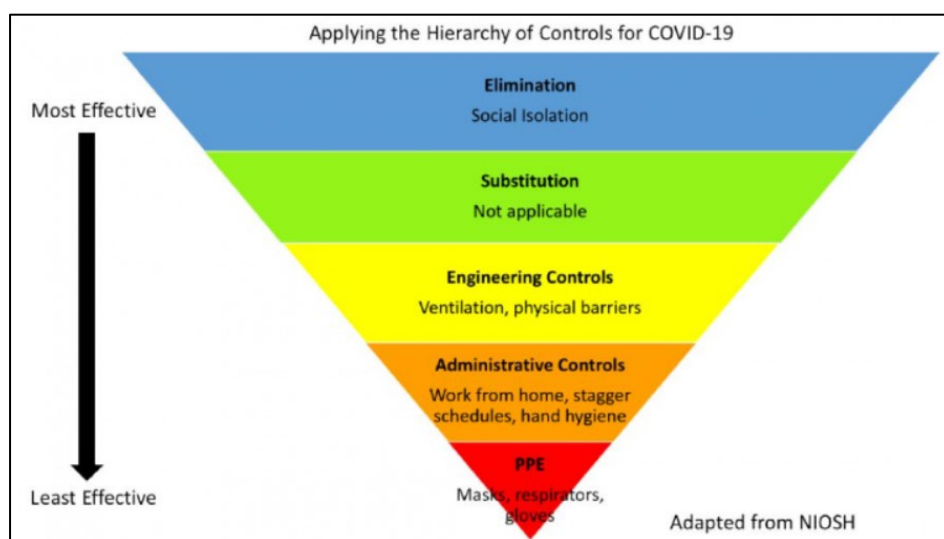 Applying the Hierarchy of Controls for COVID-19
Most Effective
Elimination
Social Isolation
Substitution
Not applicable
Engineering Controls
Ventilation, physical barriers
Administrative Controls
Work from home, stagger
schedules, hand hygiene
PPE
Masks, respirators,
gloves
Least Effective
Adapted from NIOSH